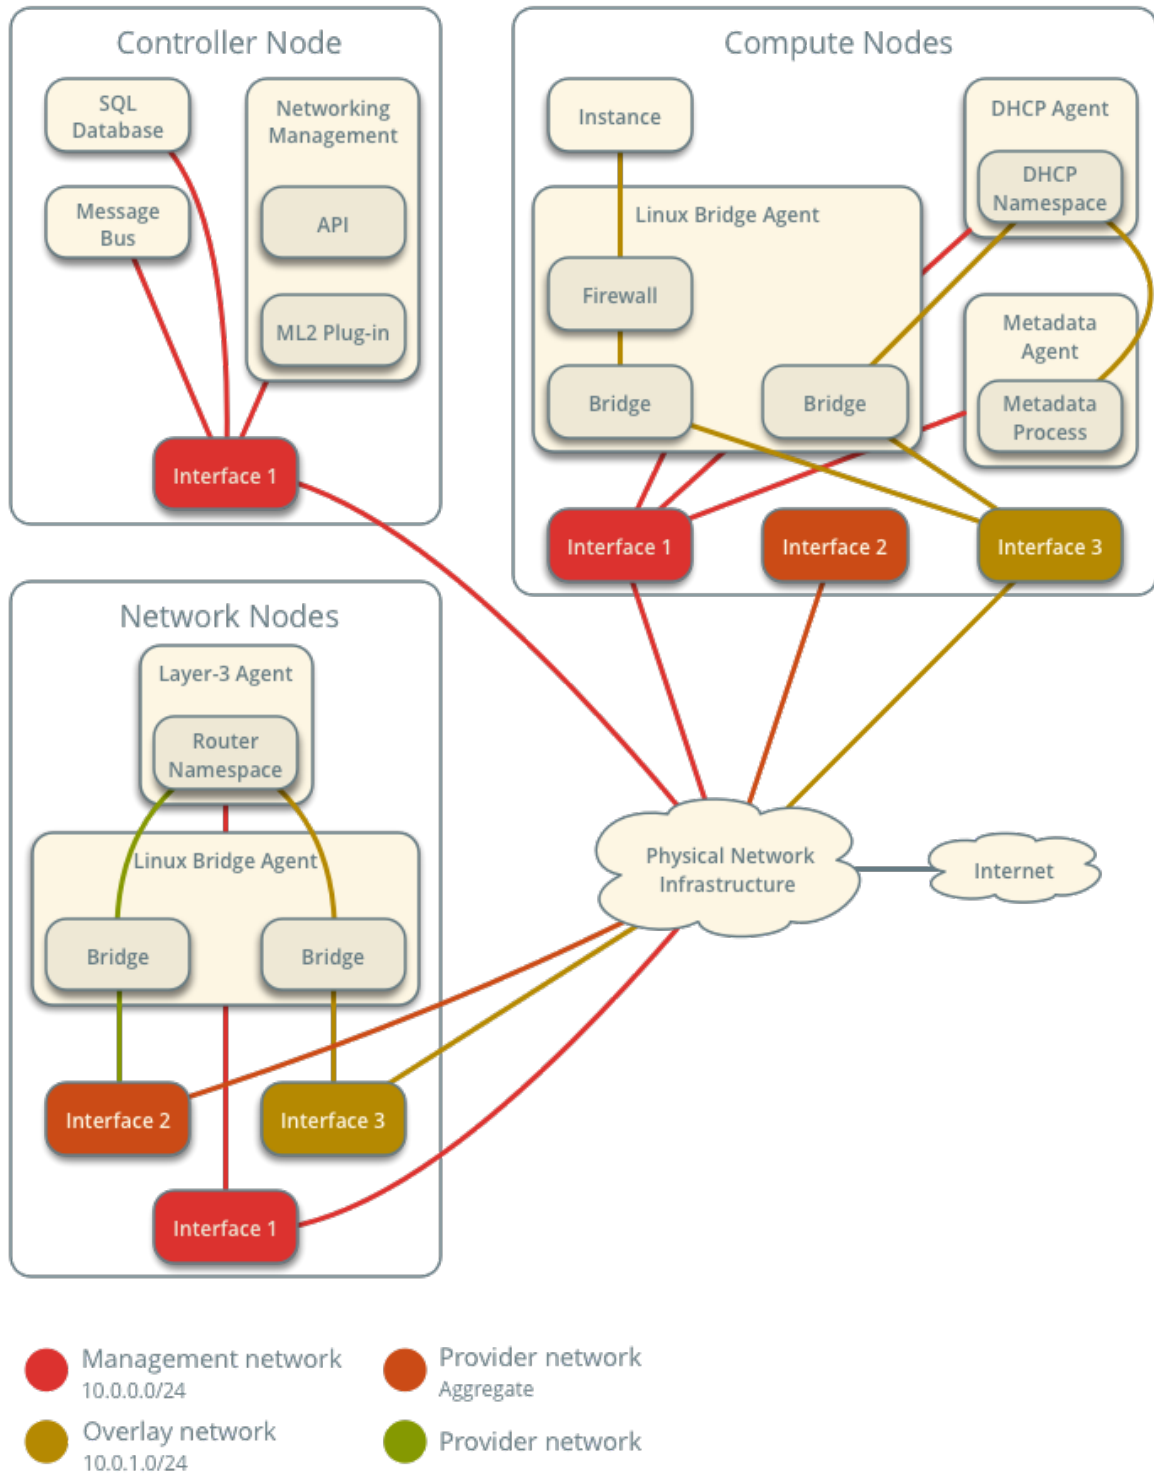 Controller Node
SQL
Database
Networking
Management
Message
Bus
API
ML2 Plug-in
Interface 1
Compute Nodes
Instance
DHCP Agent
DHCP
Namespace
Linux Bridge Agent
Firewall
Metadata
Agent
Bridge
Bridge
Metadata
Process
Interface 1
Interface 2
Interface 3
Network Nodes
Layer-3 Agent
Router
Namespace
Linux Bridge Agent
Bridge
Bridge
Interface 2
Interface 3
Interface 1
Physical Network
Infrastructure
Internet
Management network
10.0.0.0/24
Provider network
Aggregate
Overlay network
10.0.1.0/24
Provider network